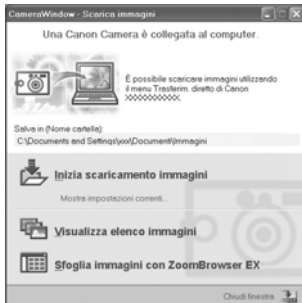 CameraWindow - Scarica immagini
Una Canon Camera è collegata al computer.
È possibile scaricare immagini utilizzando
il menu Trasferim. diretto di Canon
XXXXXXXXXX.
Salva in (Nome cartella):
C:\Documents and Settings\xxx\Documenti\Immagini
Inizia scaricamento immagini
Mostra impostazioni correnti...
Visualizza elenco immagini
Sfoglia immagini con ZoomBrowser EX
Chiudi finestra